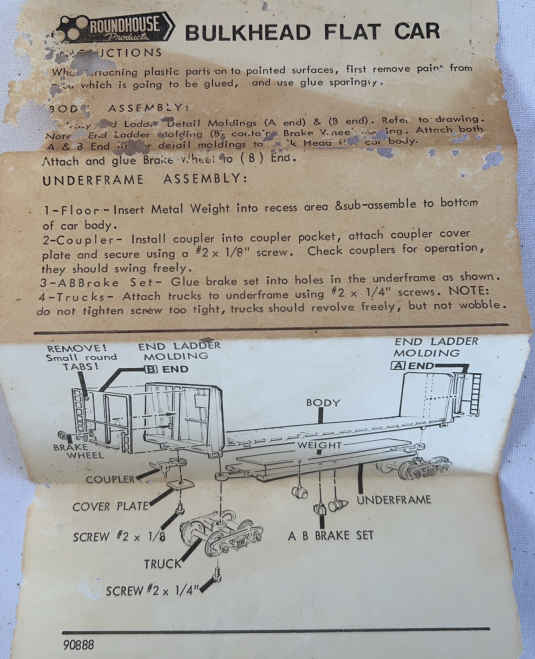 ROUNDHOUSE
Products
BULKHEAD FLAT CAR
When attaching plastic parts on to painted surfaces, first remove paint from
which is going to be glued, and use glue sparingly.
BODY ASSEMBLY:
Detail Moldings (A end) & (B end). Refer to drawing.
End Ladder Molding (B) Brake Wheel Attach both
A & B End detail moldings to Head car body.
Attach and glue Brake Wheel to (B) End.
UNDERFRAME ASSEMBLY:
1-Floor- Insert Metal Weight into recess area &sub-assemble to bottom
of car body.
2-Coupler- Install coupler into coupler pocket, attach coupler cover
plate and secure using a #2 x 1/8" screw. Check couplers for operation,
they should swing freely.
3-ABBrake Set- Glue brake set into holes in the underframe as shown.
4-Trucks- Attach trucks to underframe using #2 x 1/4" screws. NOTE:
do not tighten screw too tight, trucks should revolve freely, but not wobble.
REMOVE!
Small round
TABS!
END LADDER
MOLDING
B END
END LADDER
MOLDING
A END
BODY
BRAKE
WHEEL
WEIGHT
COUPLER
COVER PLATE
UNDERFRAME
SCREW #2 x 1/8
A B BRAKE SET
TRUCK
SCREW #2 x 1/4"
90888